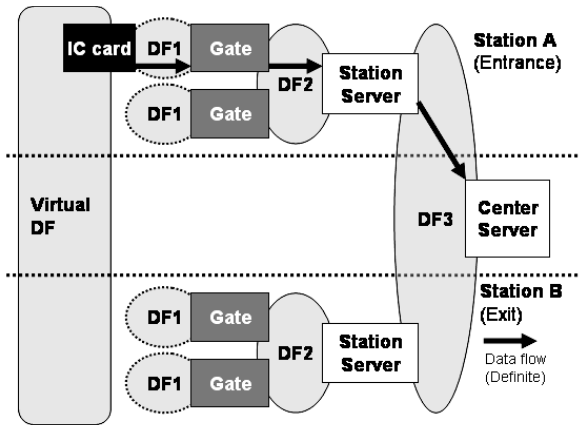 IC card
DF1
Gate
DF2
Station
Server
Station A
(Entrance)
DF1
Gate
Virtual
DF
DF3
Center
Server
DF1
Gate
DF2
Station
Server
Station B
(Exit)
DF1
Gate
Data flow
(Definite)